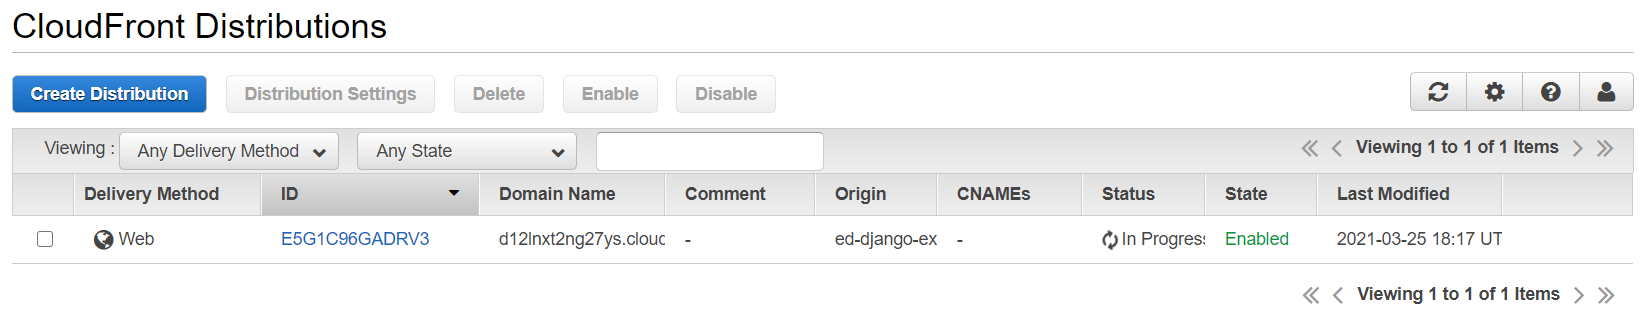 CloudFront Distributions
Create Distribution Distribution Settings Delete Enable Disable
Viewing : Any Delivery Method Any State Viewing 1 to 1 of 1 Items
Delivery Method ID Domain Name Comment Origin CNAMEs Status State Last Modified
Web E5G1C96GADRV3 d12lnxt2ng27ys.cloud - ed-django-ex - In Progress Enabled 2021-03-25 18:17 UT
Viewing 1 to 1 of 1 Items